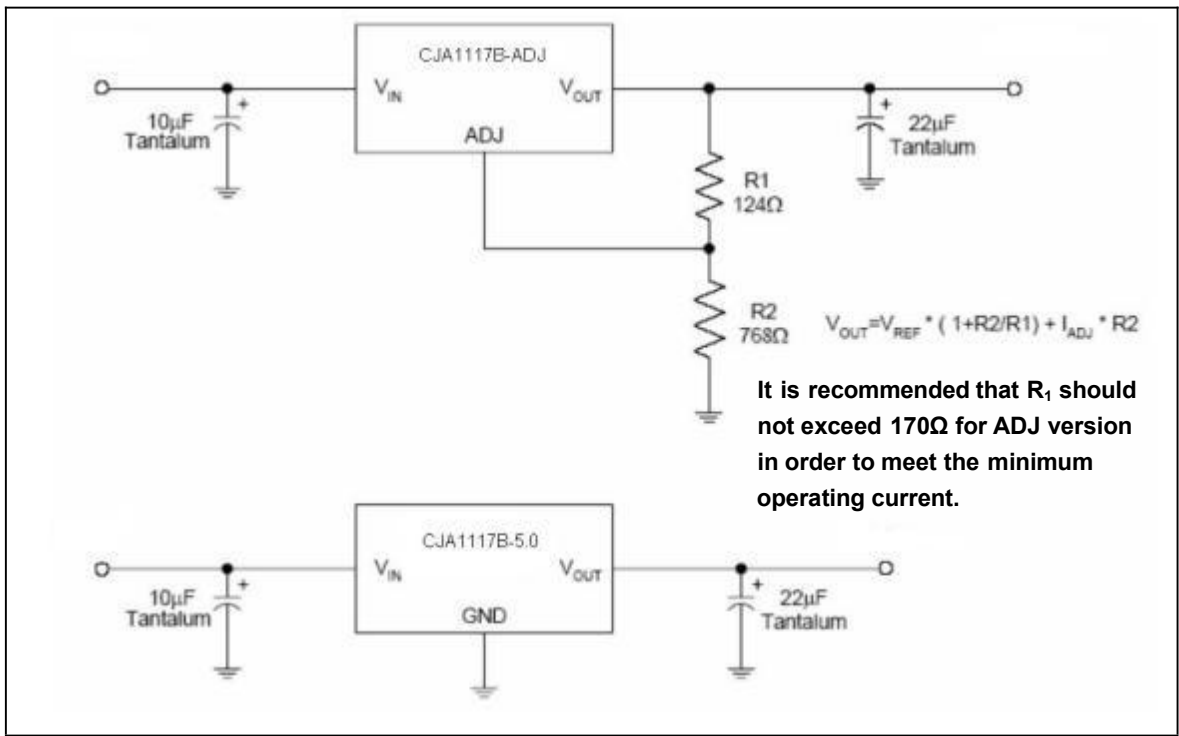 CJA1117B-ADJ
V_IN
V_OUT
ADJ
10μF
Tantalum
+
+
22μF
Tantalum
R1
124Ω
R2
768Ω
V_OUT=V_REF * ( 1+R2/R1) + I_ADJ * R2
It is recommended that R₁ should
not exceed 170Ω for ADJ version
in order to meet the minimum
operating current.
CJA1117B-5.0
V_IN
V_OUT
GND
10μF
Tantalum
+
+
22μF
Tantalum